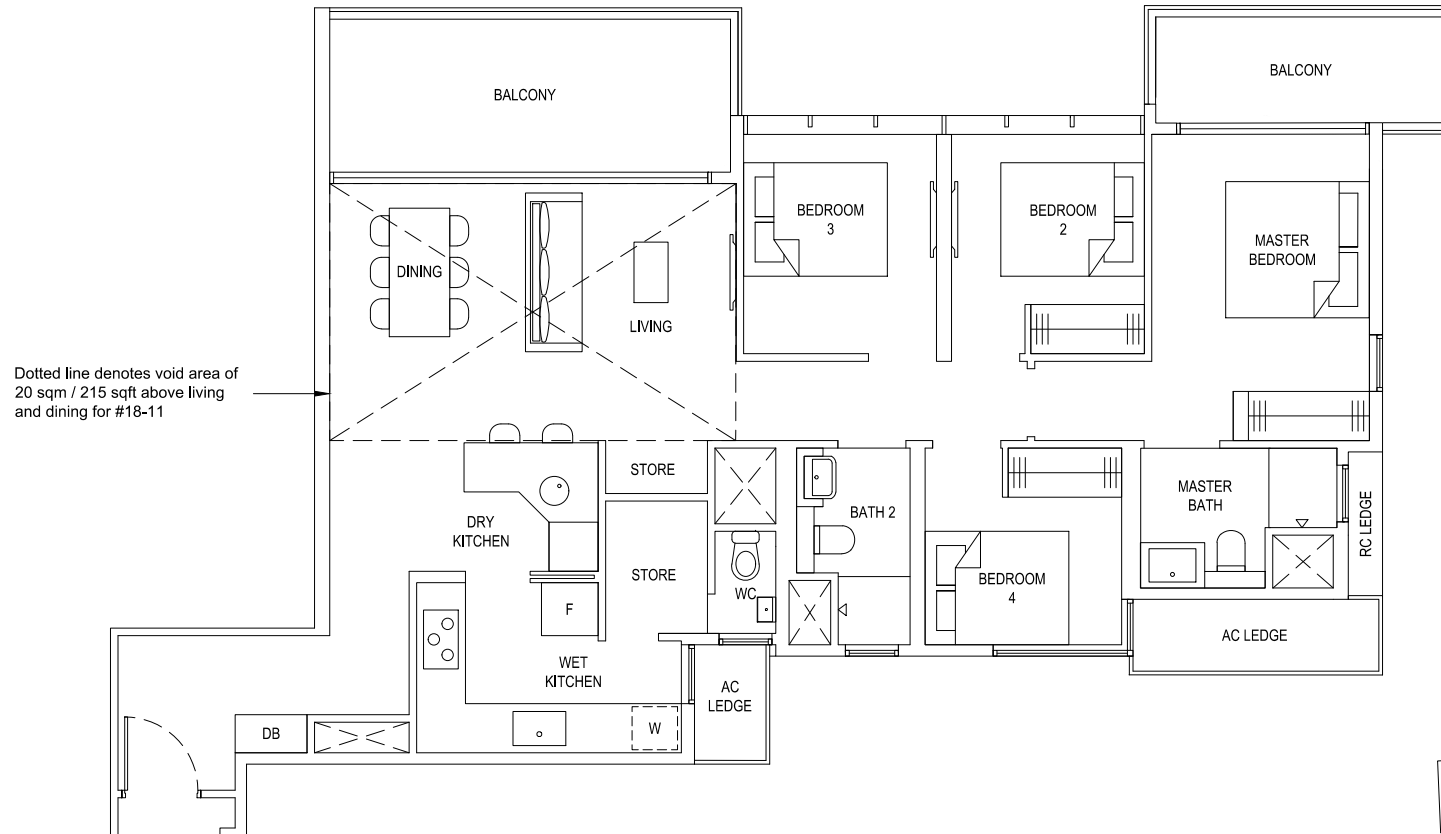 BALCONY
BALCONY
BEDROOM
3
BEDROOM
2
MASTER
BEDROOM
DINING
LIVING
Dotted line denotes void area of
20 sqm / 215 sqft above living
and dining for #18-11
STORE
DRY
KITCHEN
STORE
BATH 2
MASTER
BATH
RC LEDGE
F
WC
BEDROOM
4
AC LEDGE
WET
KITCHEN
AC
LEDGE
DB
W